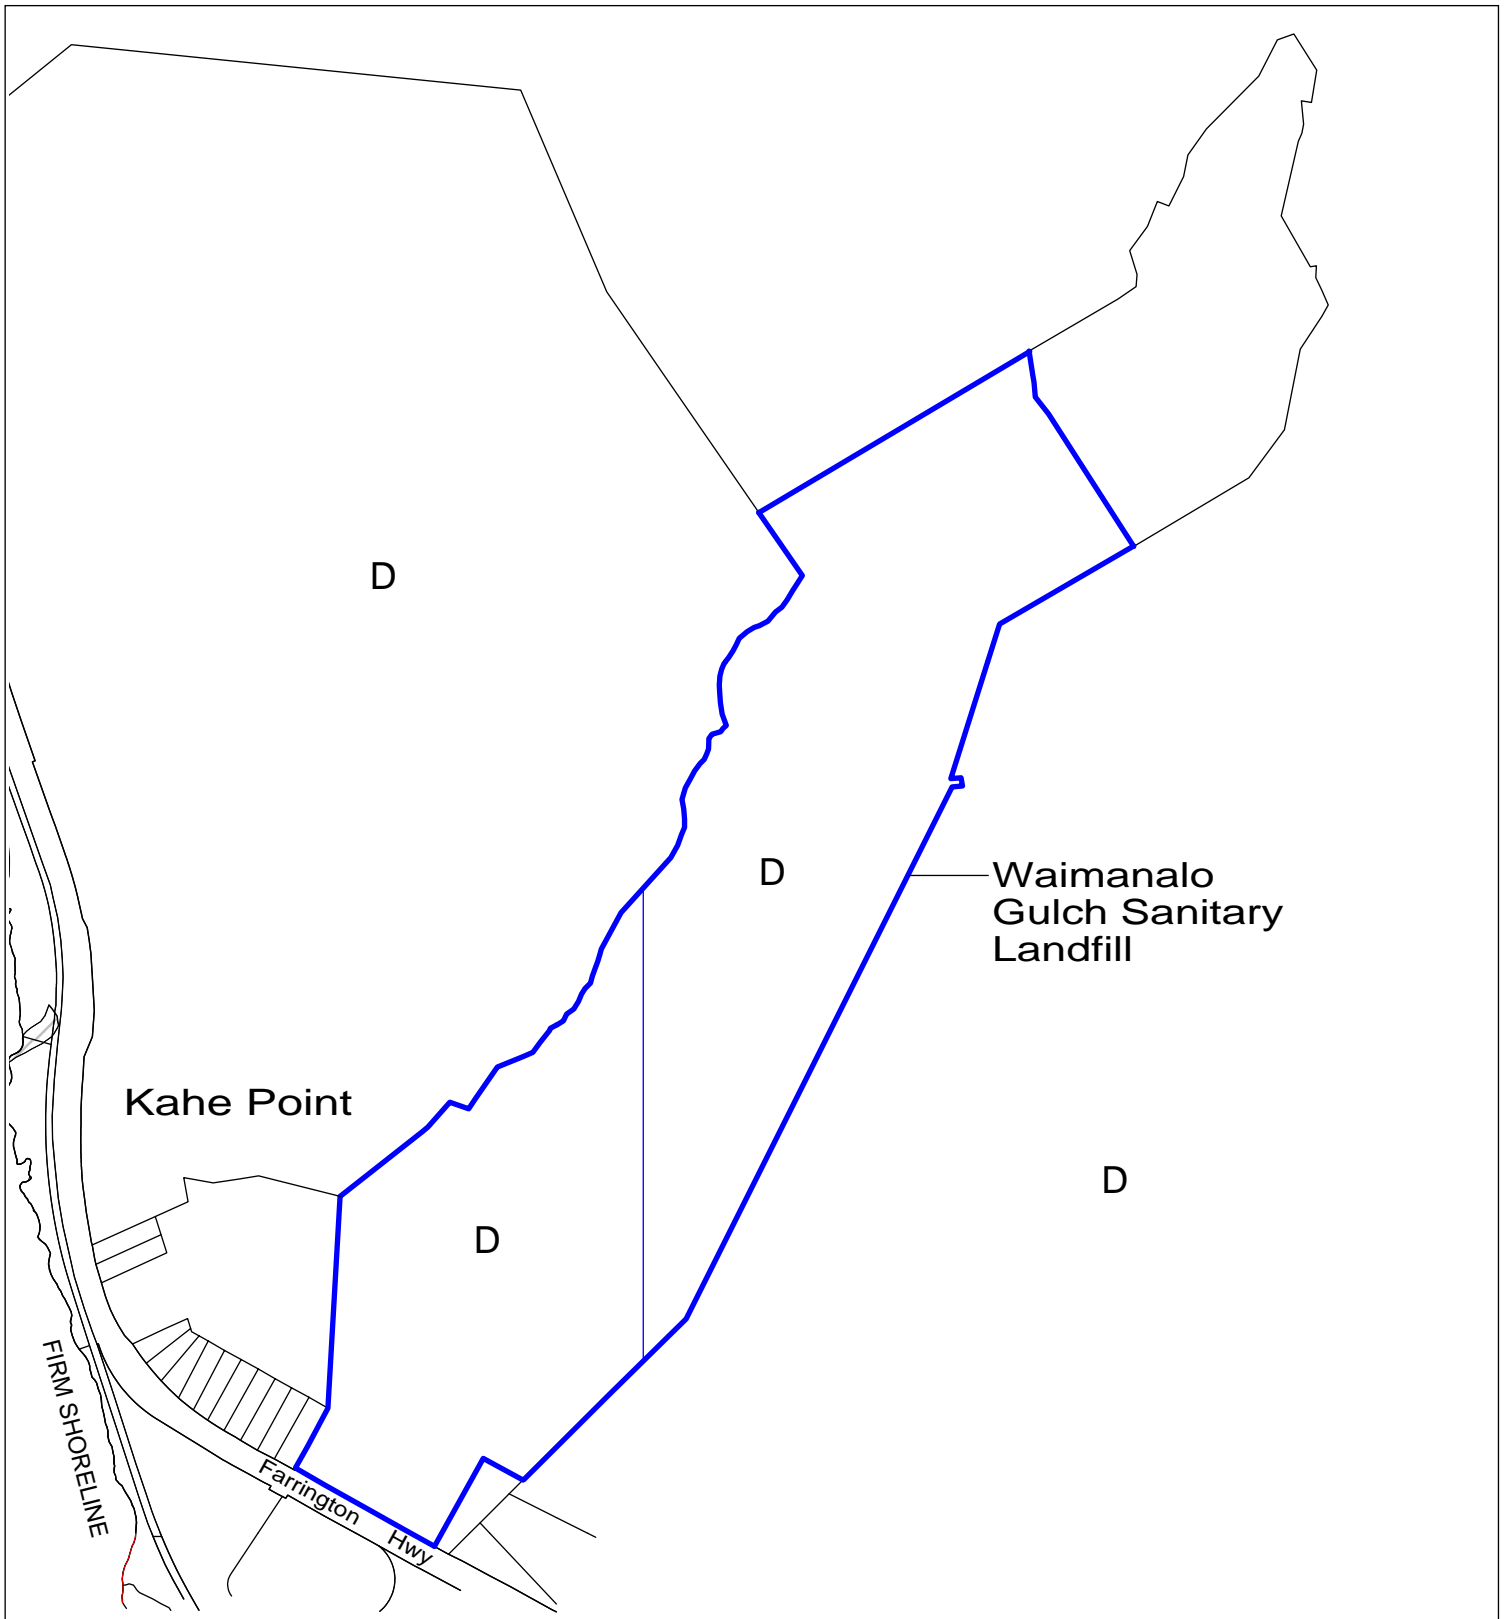 D
D
Waimanalo
Gulch Sanitary
Landfill
Kahe Point
D
D
FIRM SHORELINE
Farrington Hwy